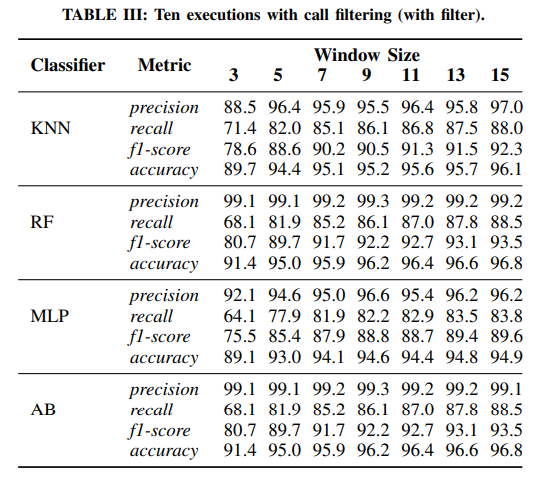 TABLE III: Ten executions with call filtering (with filter).
Classifier Metric Window Size
3 5 7 9 11 13 15
precision 88.5 96.4 95.9 95.5 96.4 95.8 97.0
KNN recall 71.4 82.0 85.1 86.1 86.8 87.5 88.0
f1-score 78.6 88.6 90.2 90.5 91.3 91.5 92.3
accuracy 89.7 94.4 95.1 95.2 95.6 95.7 96.1
precision 99.1 99.1 99.2 99.3 99.2 99.2 99.2
RF recall 68.1 81.9 85.2 86.1 87.0 87.8 88.5
f1-score 80.7 89.7 91.7 92.2 92.7 93.1 93.5
accuracy 91.4 95.0 95.9 96.2 96.4 96.6 96.8
precision 92.1 94.6 95.0 96.6 95.4 96.2 96.2
MLP recall 64.1 77.9 81.9 82.2 82.9 83.5 83.8
f1-score 75.5 85.4 87.9 88.8 88.7 89.4 89.6
accuracy 89.1 93.0 94.1 94.6 94.4 94.8 94.9
precision 99.1 99.1 99.2 99.3 99.2 99.2 99.1
AB recall 68.1 81.9 85.2 86.1 87.0 87.8 88.5
f1-score 80.7 89.7 91.7 92.2 92.7 93.1 93.5
accuracy 91.4 95.0 95.9 96.2 96.4 96.6 96.8